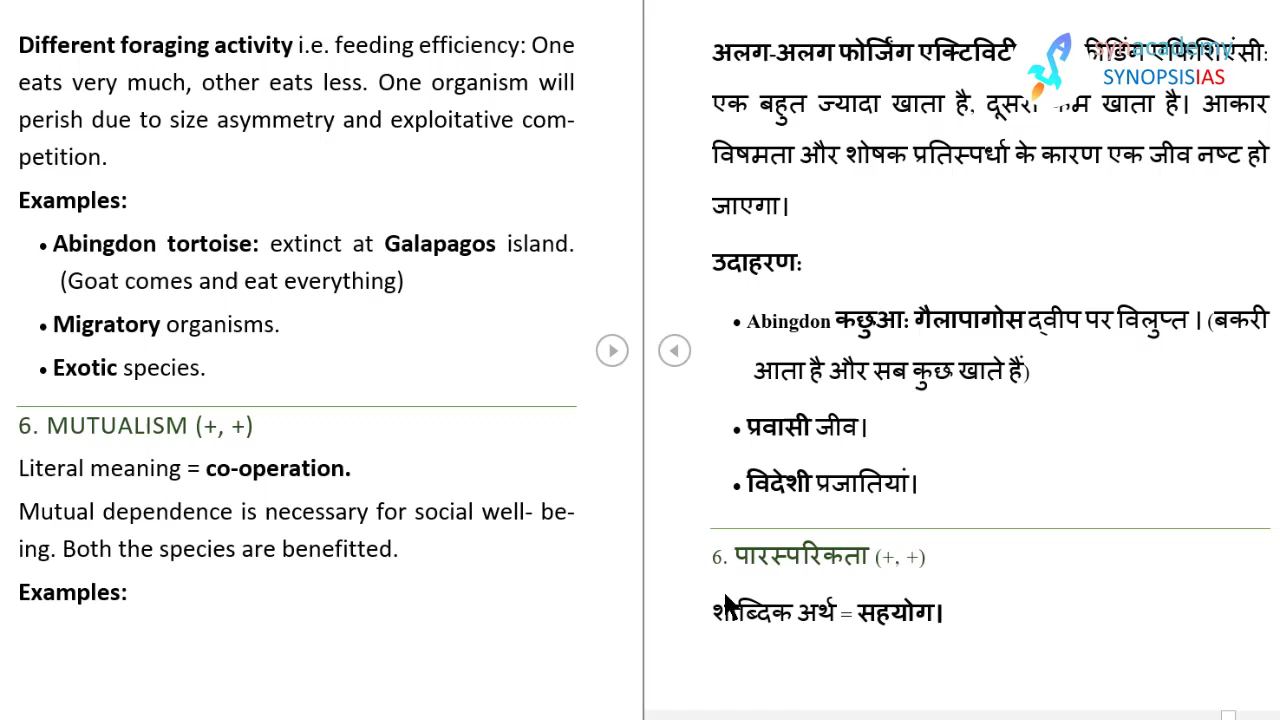 Different foraging activity i.e. feeding efficiency: One
eats very much, other eats less. One organism will
perish due to size asymmetry and exploitative com-
petition.
Examples:
• Abingdon tortoise: extinct at Galapagos island.
(Goat comes and eat everything)
• Migratory organisms.
• Exotic species.
6. MUTUALISM (+, +)
Literal meaning = co-operation.
Mutual dependence is necessary for social well- be-
ing. Both the species are benefitted.
Examples:
synacademy
SYNOPSISIAS
अलग-अलग फोर्जिंग एक्टिविटी फीडिंग एफिशिएंसी:
एक बहुत ज्यादा खाता है, दूसरा कम खाता है। आकार
विषमता और शोषक प्रतिस्पर्धा के कारण एक जीव नष्ट हो
जाएगा।
उदाहरण:
• Abingdon कछुआ: गैलापागोस द्वीप पर विलुप्त । (बकरी
आता है और सब कुछ खाते हैं)
• प्रवासी जीव।
• विदेशी प्रजातियां।
6. पारस्परिकता (+, +)
शाब्दिक अर्थ = सहयोग।